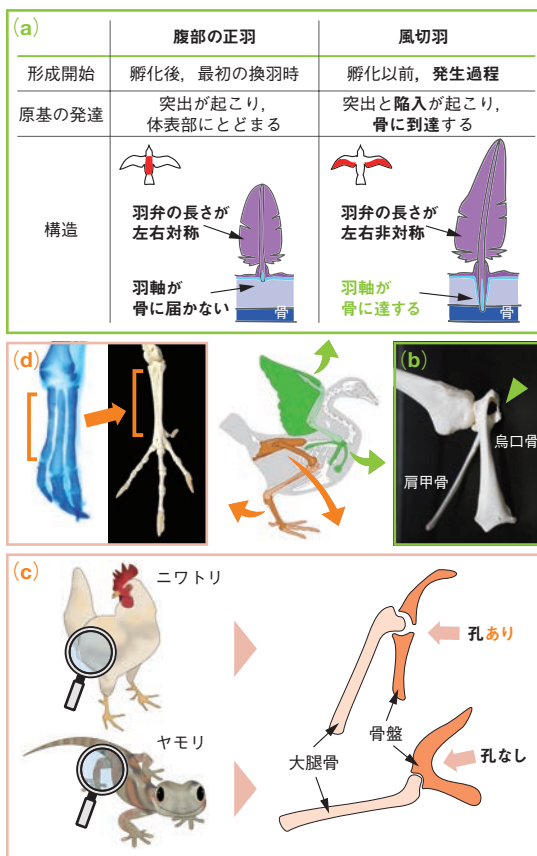 (a)
腹部の正羽
風切羽
形成開始
孵化後，最初の換羽時
孵化以前，発生過程
原基の発達
突出が起こり，
体表部にとどまる
突出と陥入が起こり，
骨に到達する
構造
羽弁の長さが
左右対称
羽軸が
骨に届かない
骨
羽弁の長さが
左右非対称
羽軸が
骨に達する
骨
(d)
(b)
烏口骨
肩甲骨
(c)
ニワトリ
孔あり
骨盤
大腿骨
ヤモリ
孔なし